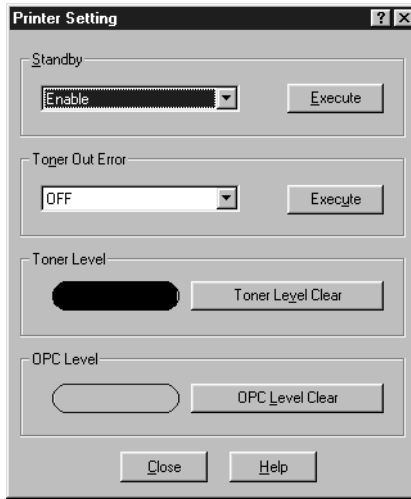 Printer Setting
Standby
Enable
Execute
Toner Out Error
OFF
Execute
Toner Level
Toner Level Clear
OPC Level
OPC Level Clear
Close
Help